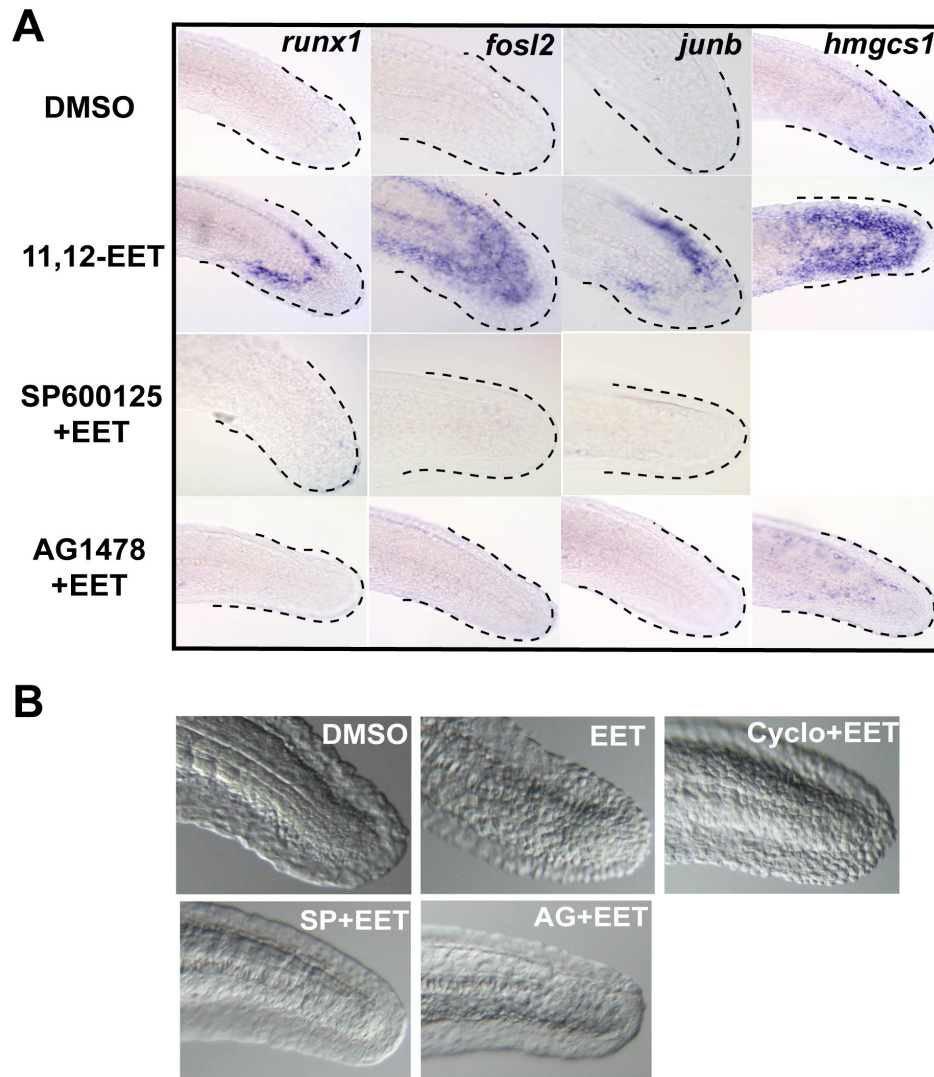 A
runx1 fosl2 junb hmgcs1
DMSO
11,12-EET
SP600125
+EET
AG1478
+EET
B
DMSO EET Cyclo+EET
SP+EET AG+EET